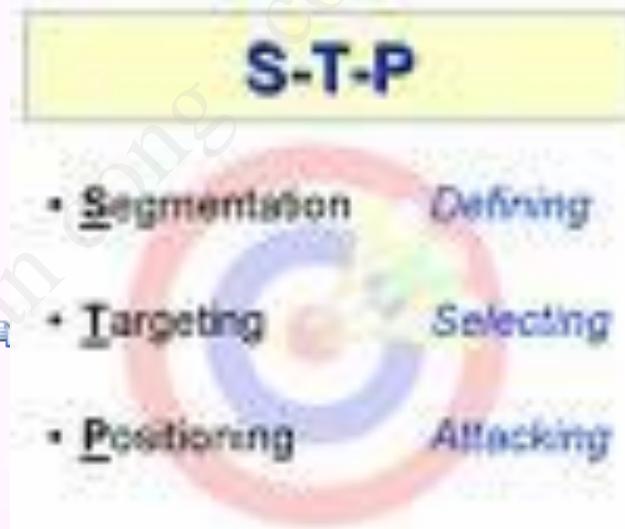 S-T-P
• Segmentation Defining
• Targeting Selecting
• Positioning Attacking